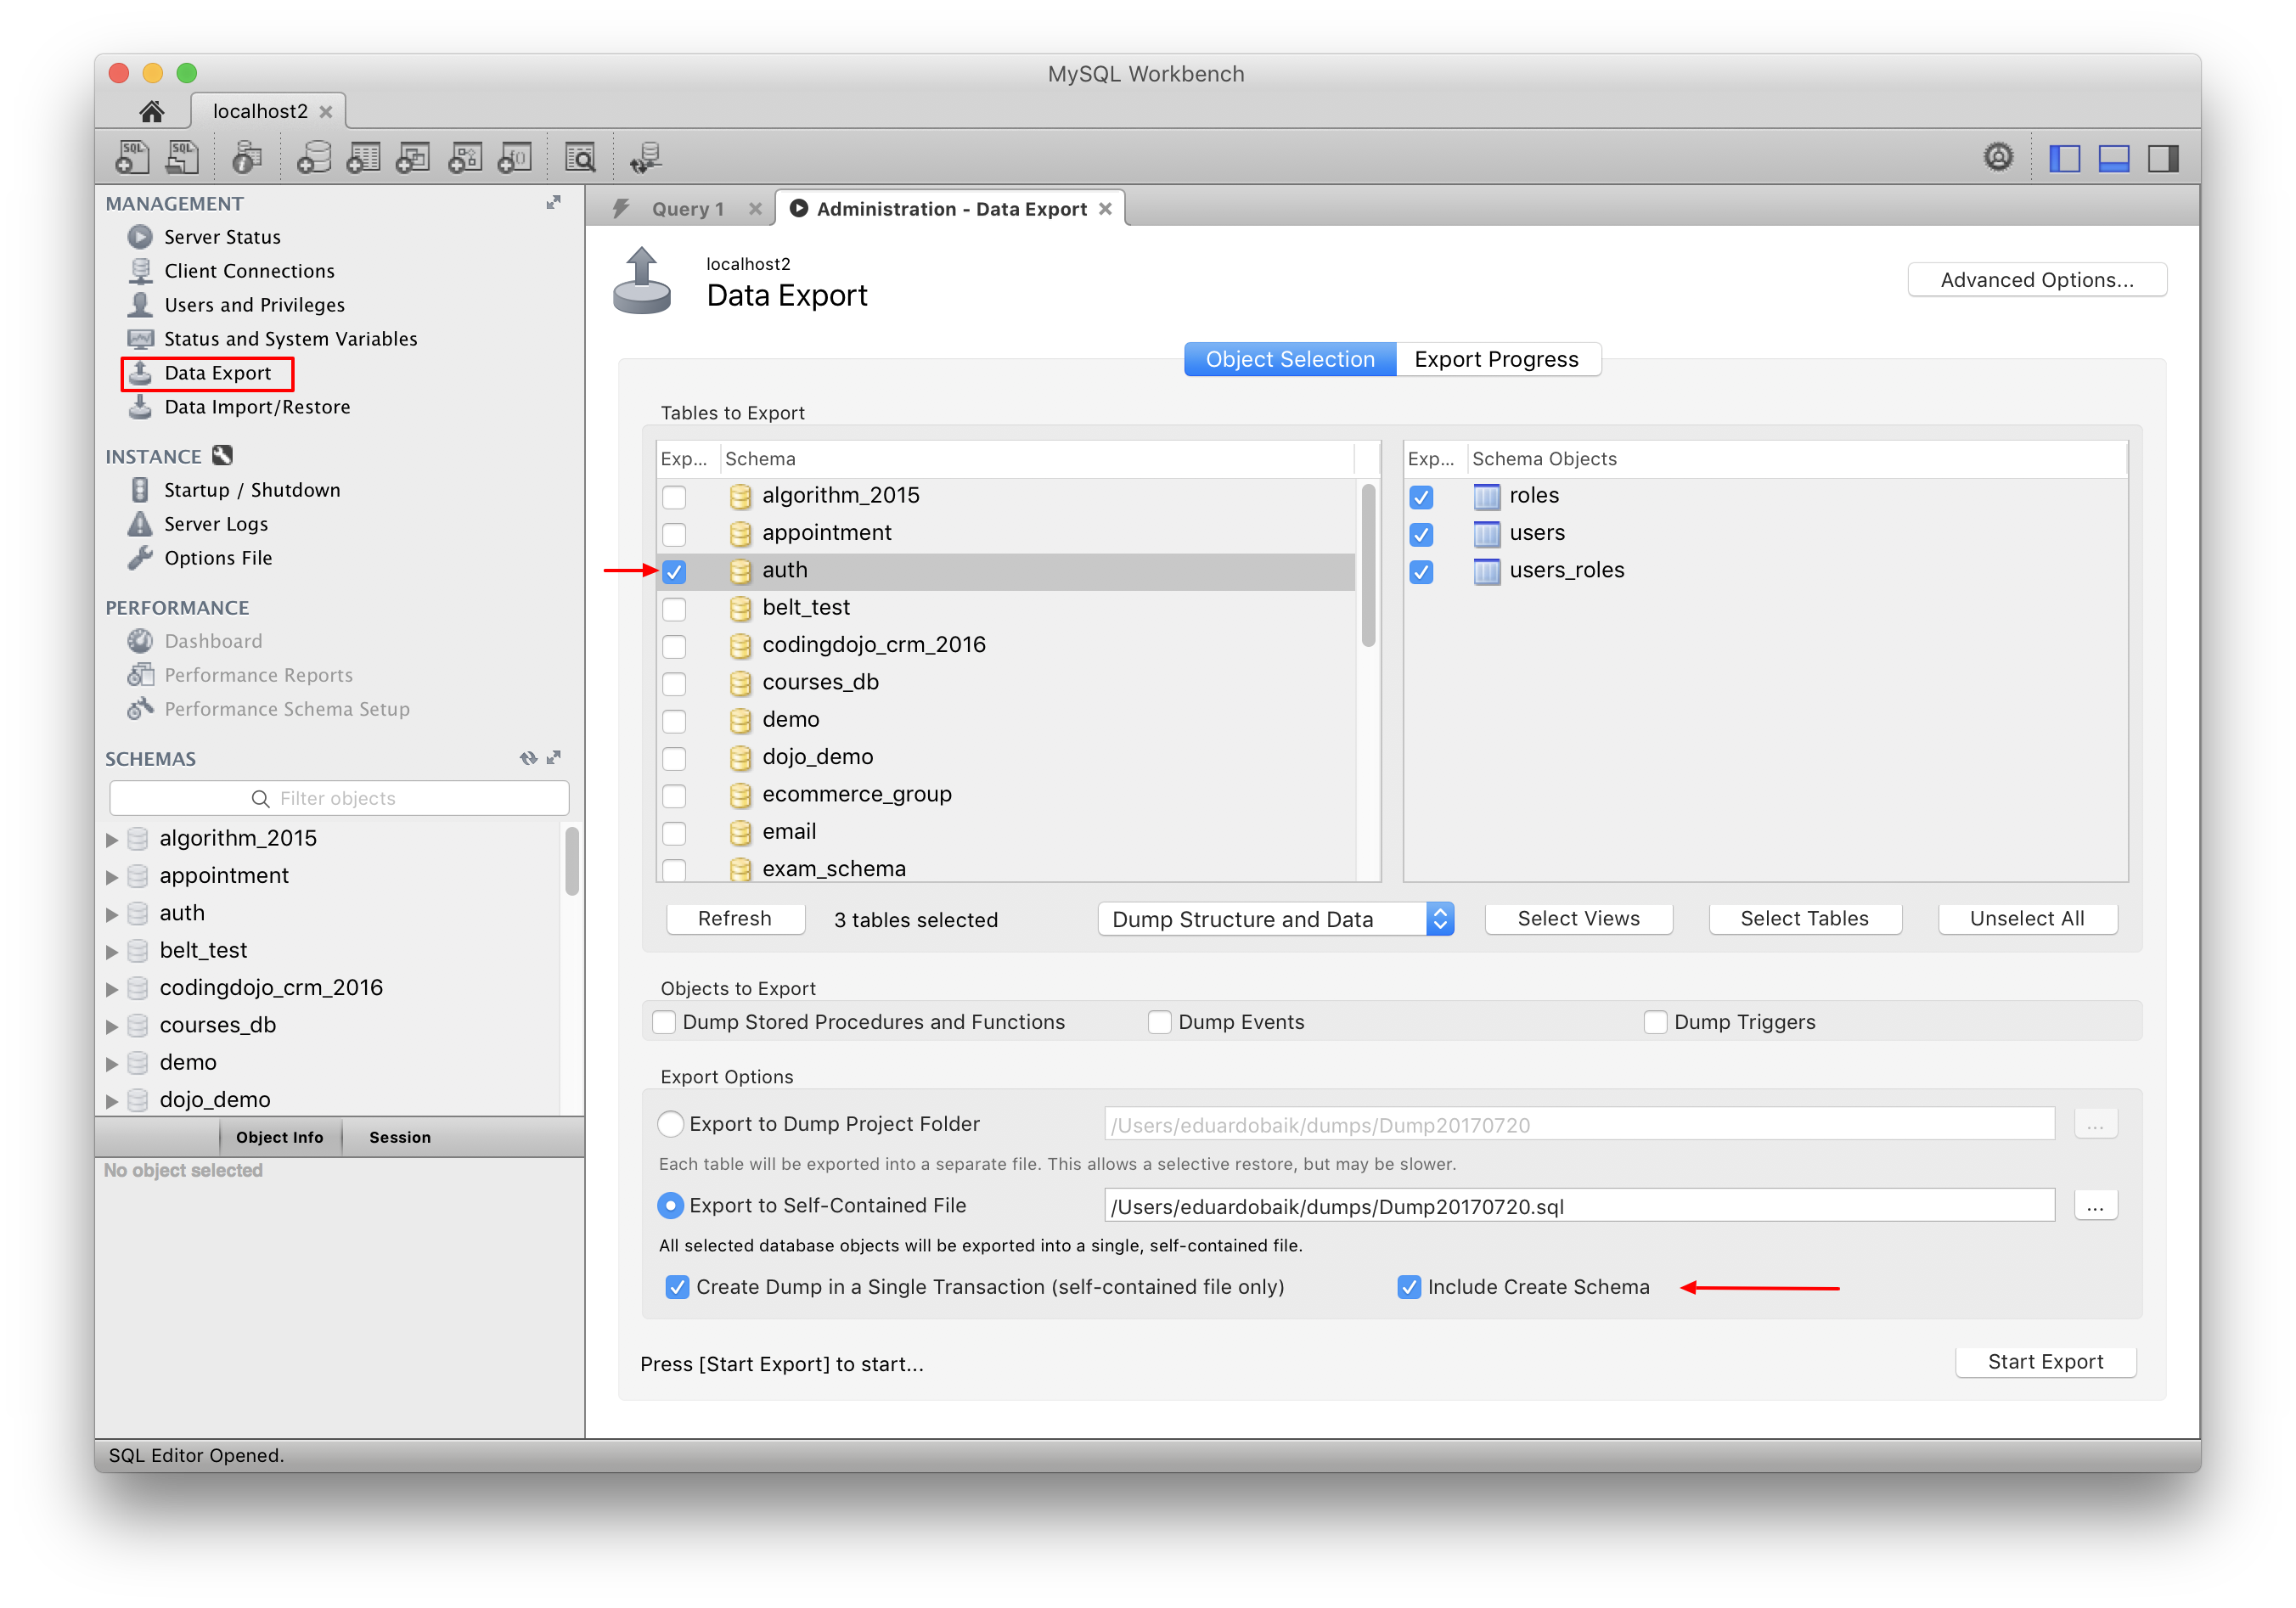 MySQL Workbench
localhost2
SQL SQL
MANAGEMENT
Server Status
Client Connections
Users and Privileges
Status and System Variables
Data Export
Data Import/Restore
INSTANCE
Startup / Shutdown
Server Logs
Options File
PERFORMANCE
Dashboard
Performance Reports
Performance Schema Setup
SCHEMAS
Filter objects
algorithm_2015
appointment
auth
belt_test
codingdojo_crm_2016
courses_db
demo
dojo_demo
Object Info Session
No object selected
Query 1 Administration - Data Export
localhost2
Data Export
Advanced Options...
Object Selection Export Progress
Tables to Export
Exp... Schema
algorithm_2015
appointment
auth
belt_test
codingdojo_crm_2016
courses_db
demo
dojo_demo
ecommerce_group
email
exam_schema
Exp... Schema Objects
roles
users
users_roles
Refresh 3 tables selected Dump Structure and Data Select Views Select Tables Unselect All
Objects to Export
Dump Stored Procedures and Functions Dump Events Dump Triggers
Export Options
Export to Dump Project Folder /Users/eduardobaik/dumps/Dump20170720 ...
Each table will be exported into a separate file. This allows a selective restore, but may be slower.
Export to Self-Contained File /Users/eduardobaik/dumps/Dump20170720.sql ...
All selected database objects will be exported into a single, self-contained file.
Create Dump in a Single Transaction (self-contained file only) Include Create Schema
Press [Start Export] to start... Start Export
SQL Editor Opened.